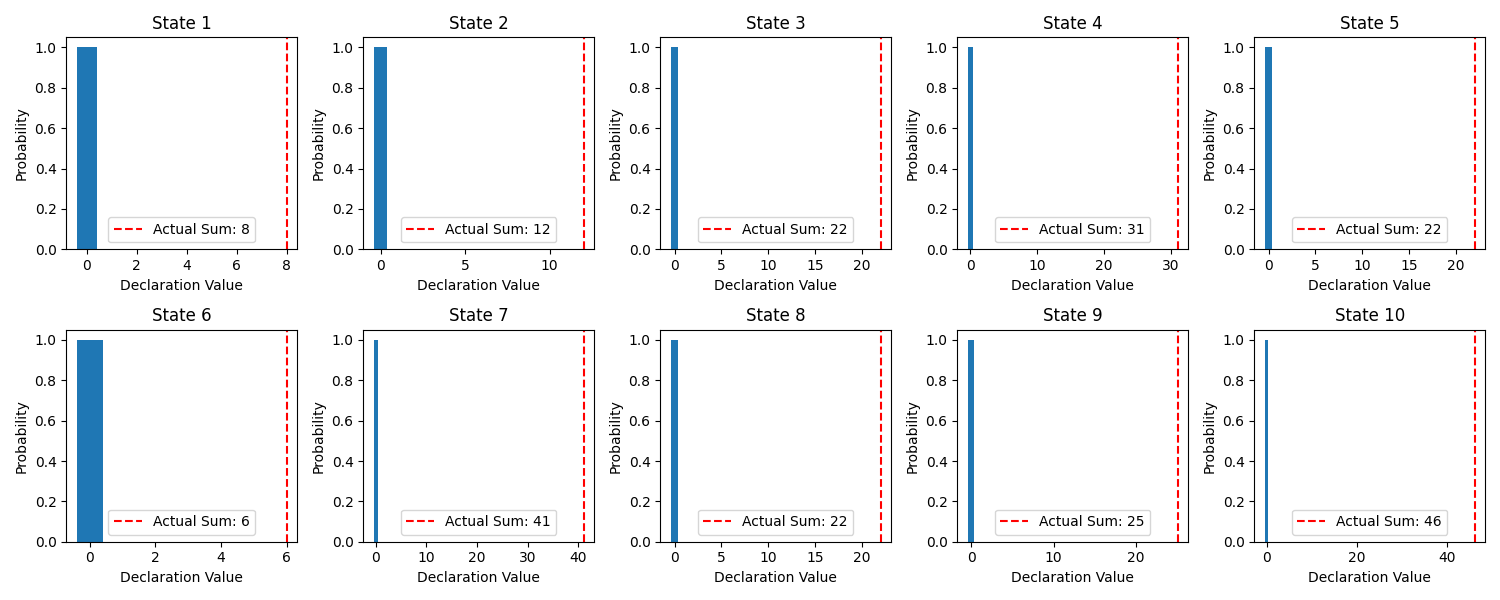 State 1
State 2
State 3
State 4
State 5
1.0
0.8
0.6
0.4
0.2
0.0
Probability
Actual Sum: 8
0 2 4 6 8
Declaration Value
1.0
0.8
0.6
0.4
0.2
0.0
Probability
Actual Sum: 12
0 5 10
Declaration Value
1.0
0.8
0.6
0.4
0.2
0.0
Probability
Actual Sum: 22
0 5 10 15 20
Declaration Value
1.0
0.8
0.6
0.4
0.2
0.0
Probability
Actual Sum: 31
0 10 20 30
Declaration Value
1.0
0.8
0.6
0.4
0.2
0.0
Probability
Actual Sum: 22
0 5 10 15 20
Declaration Value
State 6
State 7
State 8
State 9
State 10
1.0
0.8
0.6
0.4
0.2
0.0
Probability
Actual Sum: 6
0 2 4 6
Declaration Value
1.0
0.8
0.6
0.4
0.2
0.0
Probability
Actual Sum: 41
0 10 20 30 40
Declaration Value
1.0
0.8
0.6
0.4
0.2
0.0
Probability
Actual Sum: 22
0 5 10 15 20
Declaration Value
1.0
0.8
0.6
0.4
0.2
0.0
Probability
Actual Sum: 25
0 10 20
Declaration Value
1.0
0.8
0.6
0.4
0.2
0.0
Probability
Actual Sum: 46
0 20 40
Declaration Value